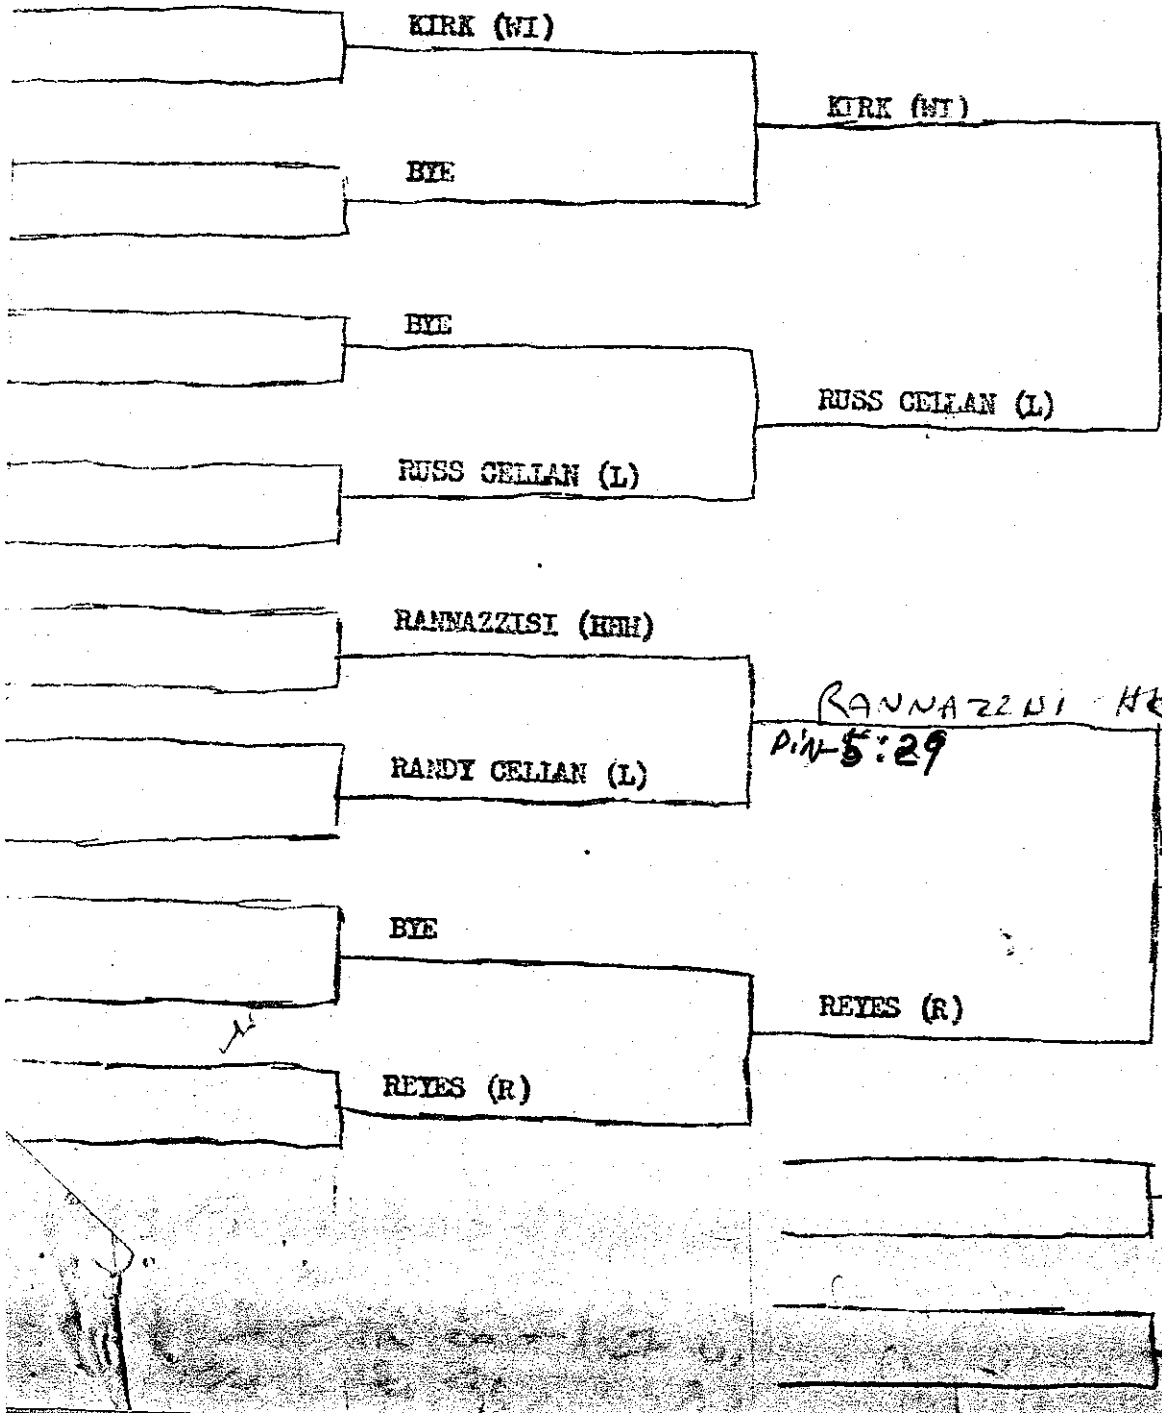 KIRK (WI)
KIRK (WI)
BYE
BYE
RUSS CELLAN (L)
RUSS CELLAN (L)
RANNAZZISI (HHH)
RANNAZZISI
PIN 5:29
RANDY CELLAN (L)
BYE
REYES (R)
REYES (R)